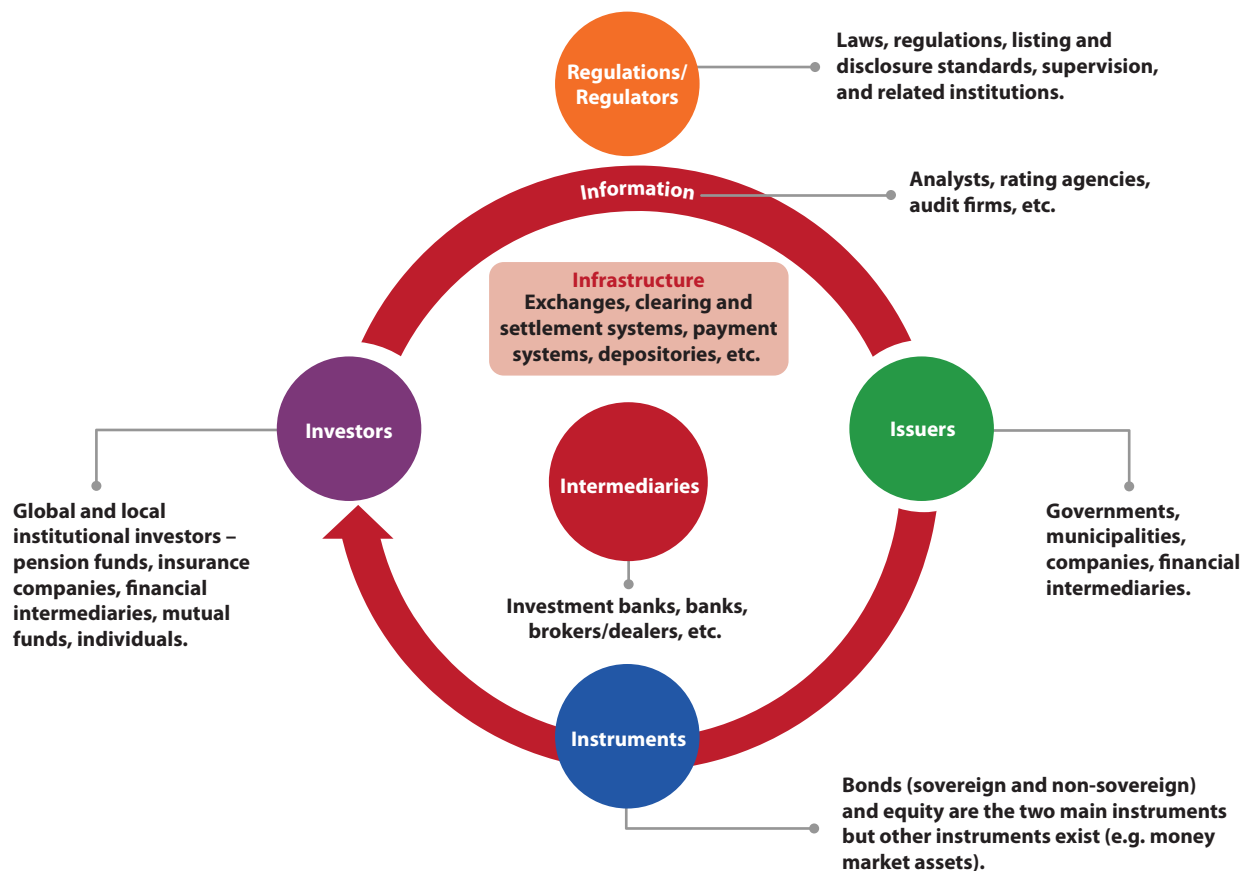 Regulations/
Regulators
Laws, regulations, listing and
disclosure standards, supervision,
and related institutions.
Information
Analysts, rating agencies,
audit firms, etc.
Infrastructure
Exchanges, clearing and
settlement systems, payment
systems, depositories, etc.
Investors
Issuers
Intermediaries
Global and local
institutional investors –
pension funds, insurance
companies, financial
intermediaries, mutual
funds, individuals.
Governments,
municipalities,
companies, financial
intermediaries.
Investment banks, banks,
brokers/dealers, etc.
Instruments
Bonds (sovereign and non-sovereign)
and equity are the two main instruments
but other instruments exist (e.g. money
market assets).